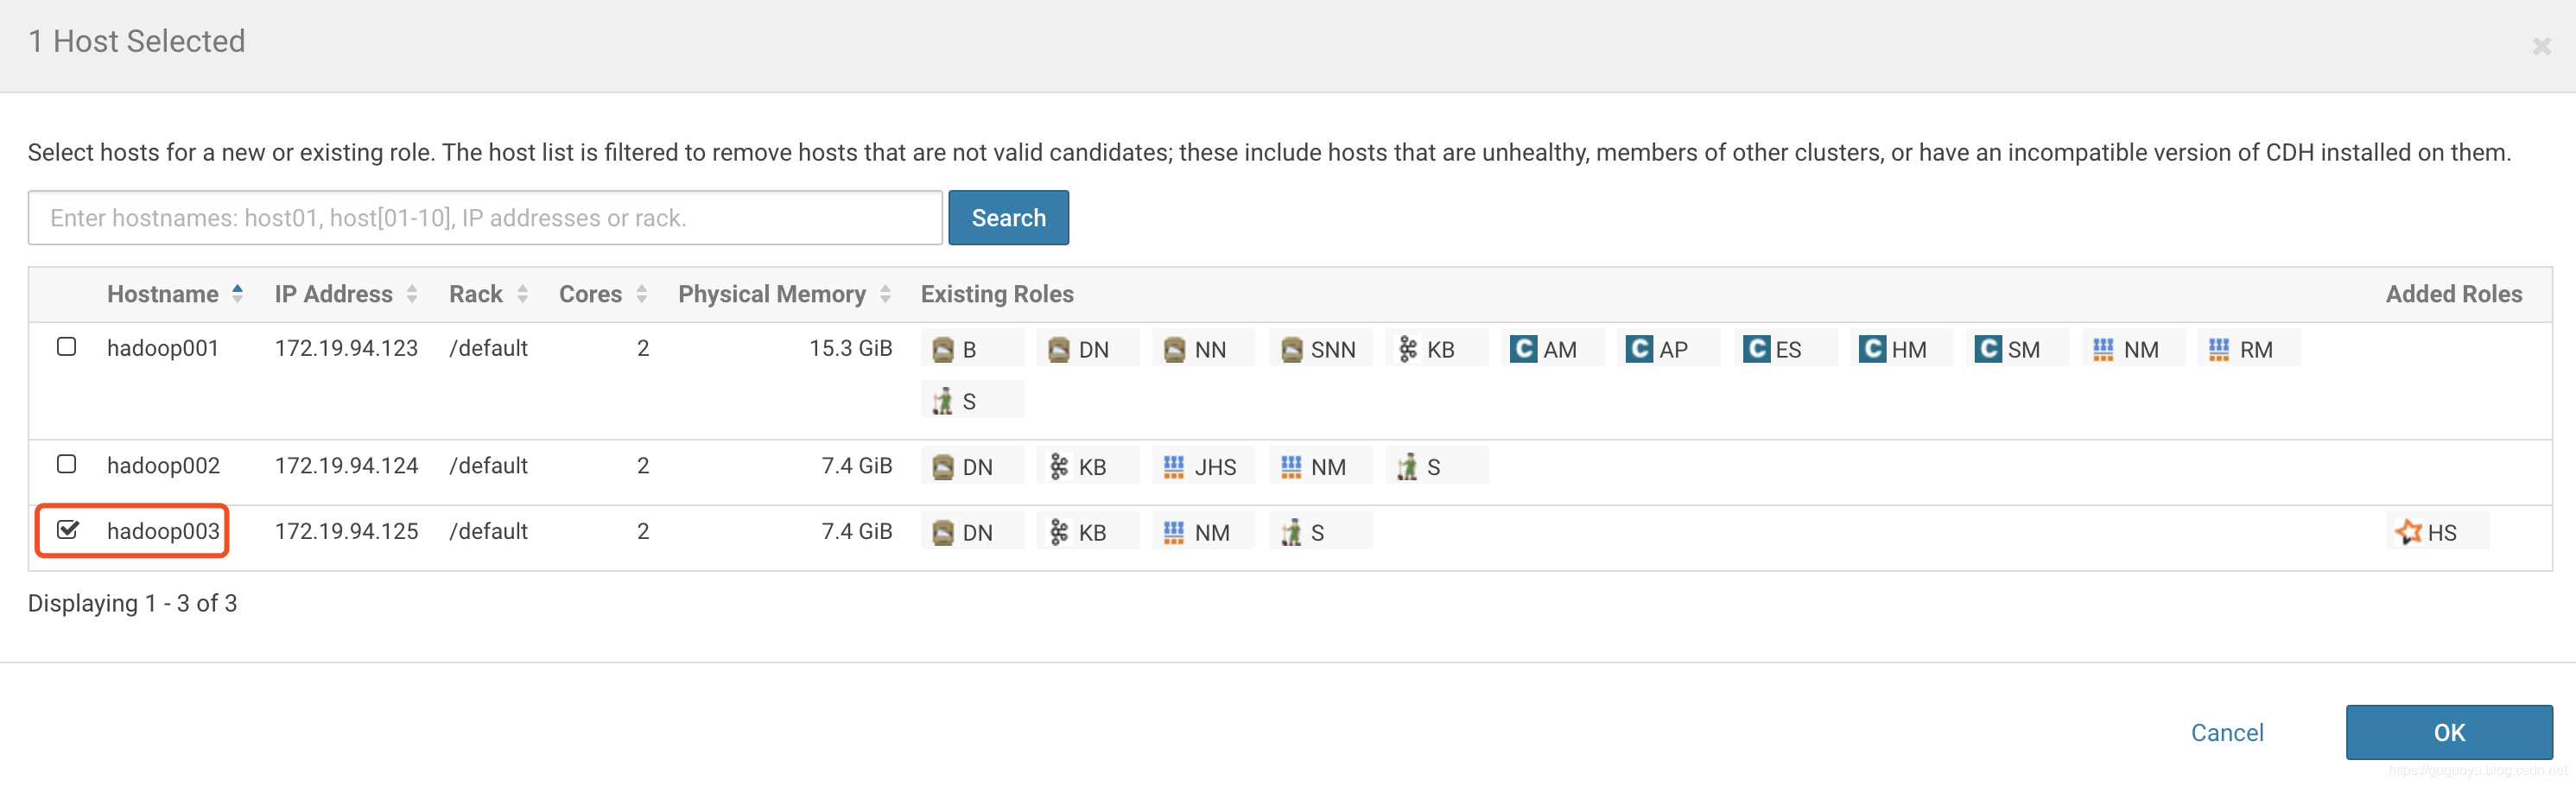 1 Host Selected
Select hosts for a new or existing role. The host list is filtered to remove hosts that are not valid candidates; these include hosts that are unhealthy, members of other clusters, or have an incompatible version of CDH installed on them.
Enter hostnames: host01, host[01-10], IP addresses or rack. Search
Hostname IP Address Rack Cores Physical Memory Existing Roles Added Roles
hadoop001 172.19.94.123 /default 2 15.3 GiB B DN NN SNN KB C AM C AP C ES C HM C SM NM RM
S
hadoop002 172.19.94.124 /default 2 7.4 GiB DN KB JHS NM S
hadoop003 172.19.94.125 /default 2 7.4 GiB DN KB NM S HS
Displaying 1 - 3 of 3
Cancel OK
https://guguoyu.blog.csdn.net